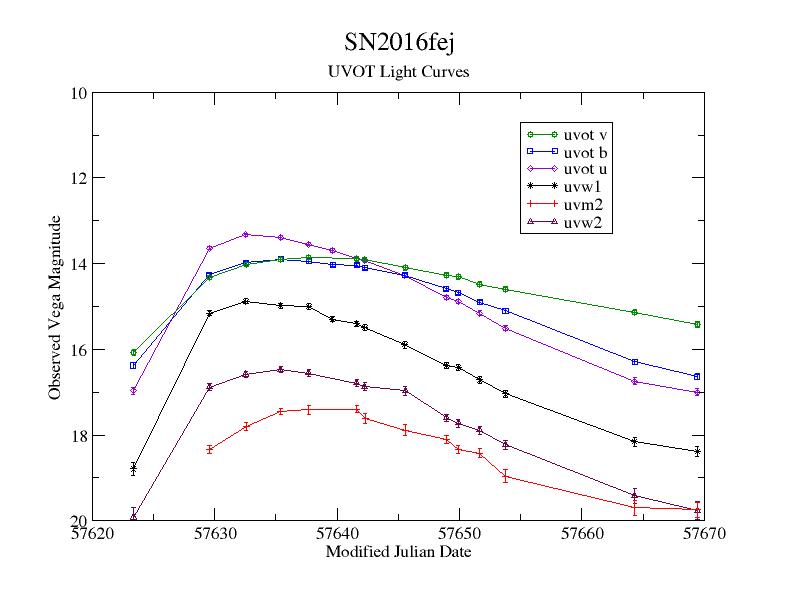 SN2016fej
UVOT Light Curves
10
12
14
16
18
20
Observed Vega Magnitude
uvot v
uvot b
uvot u
uvw1
uvm2
uvw2
57620 57630 57640 57650 57660 57670
Modified Julian Date